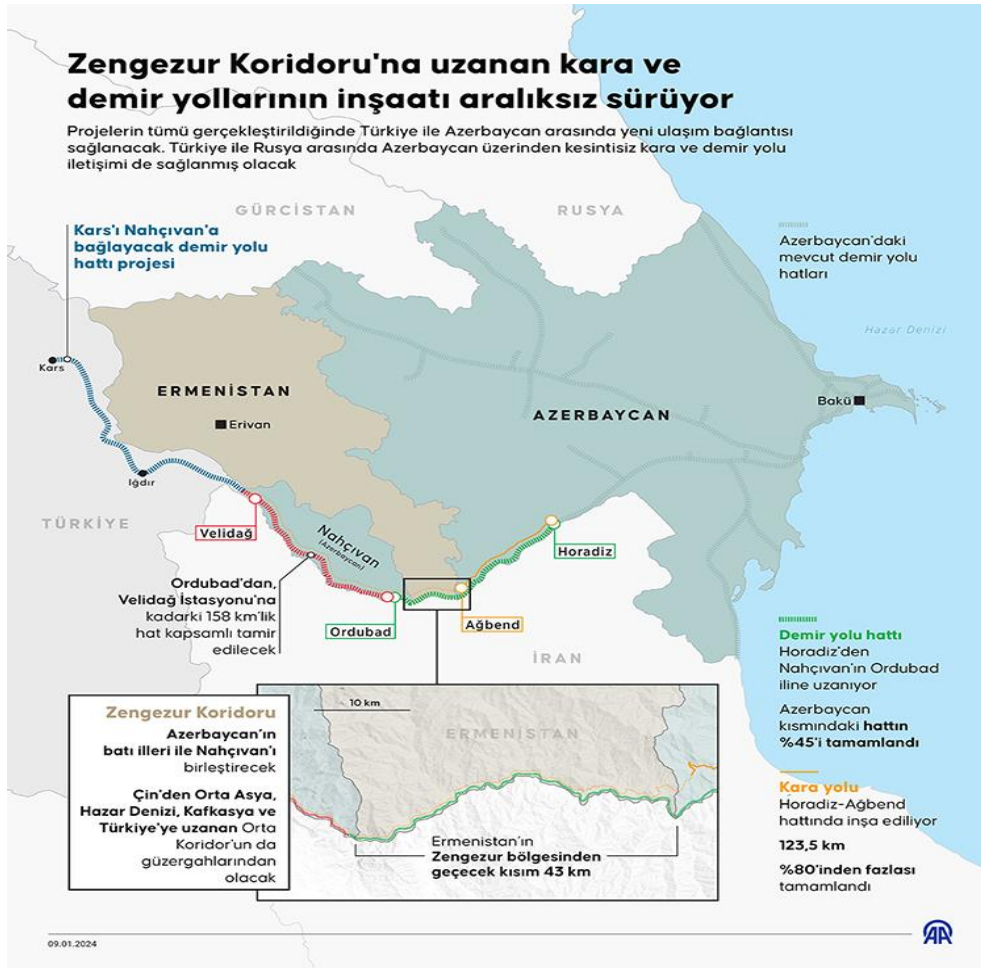 Zengezur Koridoru'na uzanan kara ve
demir yollarının inşaatı aralıksız sürüyor
Projelerin tümü gerçekleştirildiğinde Türkiye ile Azerbaycan arasında yeni ulaşım bağlantısı
sağlanacak. Türkiye ile Rusya arasında Azerbaycan üzerinden kesintisiz kara ve demir yolu
iletişimi de sağlanmış olacak
GÜRCİSTAN
RUSYA
Kars'ı Nahçıvan'a
bağlayacak demir yolu
hattı projesi
Azerbaycan'daki
mevcut demir yolu
hatları
Hazar Denizi
Kars
ERMENİSTAN
Erivan
AZERBAYCAN
Bakü
Iğdır
TÜRKİYE
Velidağ
Nahçıvan
(Azerbaycan)
Horadiz
Ordubad'dan,
Velidağ İstasyonu'na
kadarki 158 km'lik
hat kapsamlı tamir
edilecek
Ordubad
Ağbend
İRAN
Demir yolu hattı
Horadiz'den
Nahçıvan'ın Ordubad
iline uzanıyor
Azerbaycan
kısmındaki hattın
%45'i tamamlandı
Kara yolu
Horadiz-Ağbend
hattında inşa ediliyor
123,5 km
%80'inden fazlası
tamamlandı
Zengezur Koridoru
Azerbaycan'ın
batı illeri ile Nahçıvan'ı
birleştirecek
Çin'den Orta Asya,
Hazar Denizi, Kafkasya ve
Türkiye'ye uzanan Orta
Koridor'un da
güzergahlarından
olacak
10 km
ERMENİSTAN
Ermenistan'ın
Zengezur bölgesinden
geçecek kısım 43 km
09.01.2024
AA